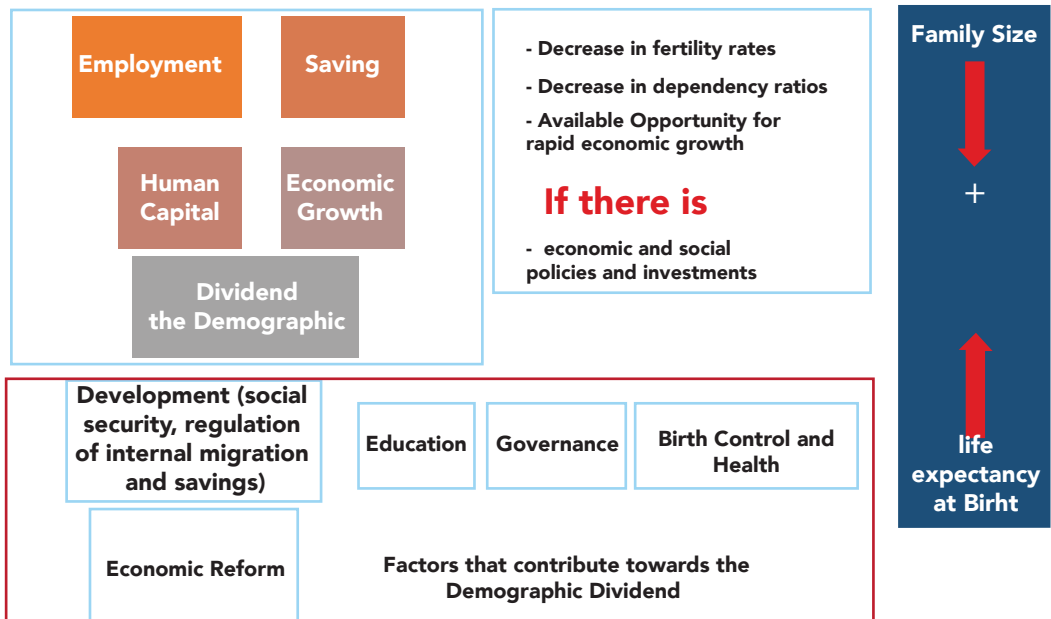 Employment
Saving
Human
Capital
Economic
Growth
Dividend
the Demographic
- Decrease in fertility rates
- Decrease in dependency ratios
- Available Opportunity for
rapid economic growth
If there is
- economic and social
policies and investments
Family Size
+
life
expectancy
at Birht
Development (social
security, regulation
of internal migration
and savings)
Education
Governance
Birth Control and
Health
Economic Reform
Factors that contribute towards the
Demographic Dividend